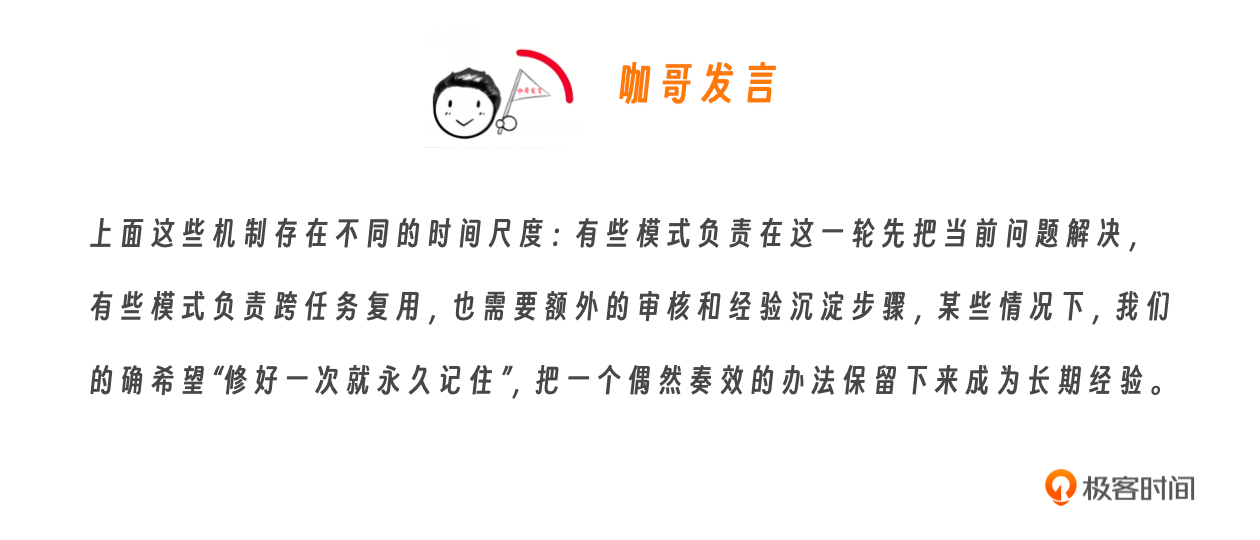 咖哥发言
咖哥发言
上面这些机制存在不同的时间尺度：有些模式负责在这一轮先把当前问题解决，
有些模式负责跨任务复用，也需要额外的审核和经验沉淀步骤，某些情况下，我们
的确希望“修好一次就永久记住”，把一个偶然奏效的办法保留下来成为长期经验。
极客时间